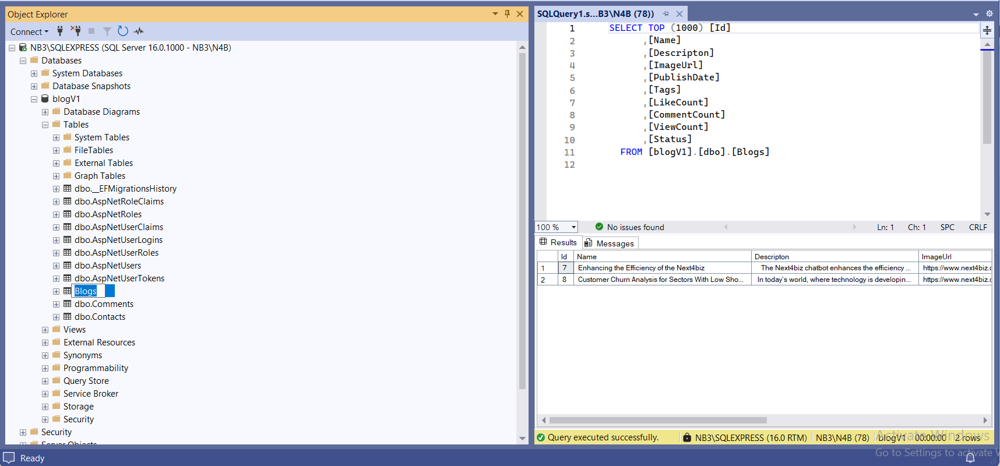 Object Explorer
Connect
NB3\SQLEXPRESS (SQL Server 16.0.1000 - NB3\N4B)
Databases
System Databases
Database Snapshots
blogV1
Database Diagrams
Tables
System Tables
FileTables
External Tables
Graph Tables
dbo.__EFMigrationsHistory
dbo.AspNetRoleClaims
dbo.AspNetRoles
dbo.AspNetUserClaims
dbo.AspNetUserLogins
dbo.AspNetUserRoles
dbo.AspNetUsers
dbo.AspNetUserTokens
Blogs
dbo.Comments
dbo.Contacts
Views
External Resources
Synonyms
Programmability
Query Store
Service Broker
Storage
Security
Security
Server Objects
Ready
SQLQuery1.s...B3\N4B (78))
1 SELECT TOP (1000) [Id]
2 ,[Name]
3 ,[Descripton]
4 ,[ImageUrl]
5 ,[PublishDate]
6 ,[Tags]
7 ,[LikeCount]
8 ,[CommentCount]
9 ,[ViewCount]
10 ,[Status]
11 FROM [blogV1].[dbo].[Blogs]
12
100 % No issues found Ln: 1 Ch: 1 SPC CRLF
Results Messages
Id Name Descripton ImageUrl
1 7 Enhancing the Efficiency of the Next4biz The Next4biz chatbot enhances the efficiency ... https://www.next4biz.c
2 8 Customer Churn Analysis for Sectors With Low Sho... In today's world, where technology is developin... https://www.next4biz.c
Query executed successfully. NB3\SQLEXPRESS (16.0 RTM) NB3\N4B (78) blogV1 00:00:00 2 rows
Activate Windows
Go to Settings to activate W